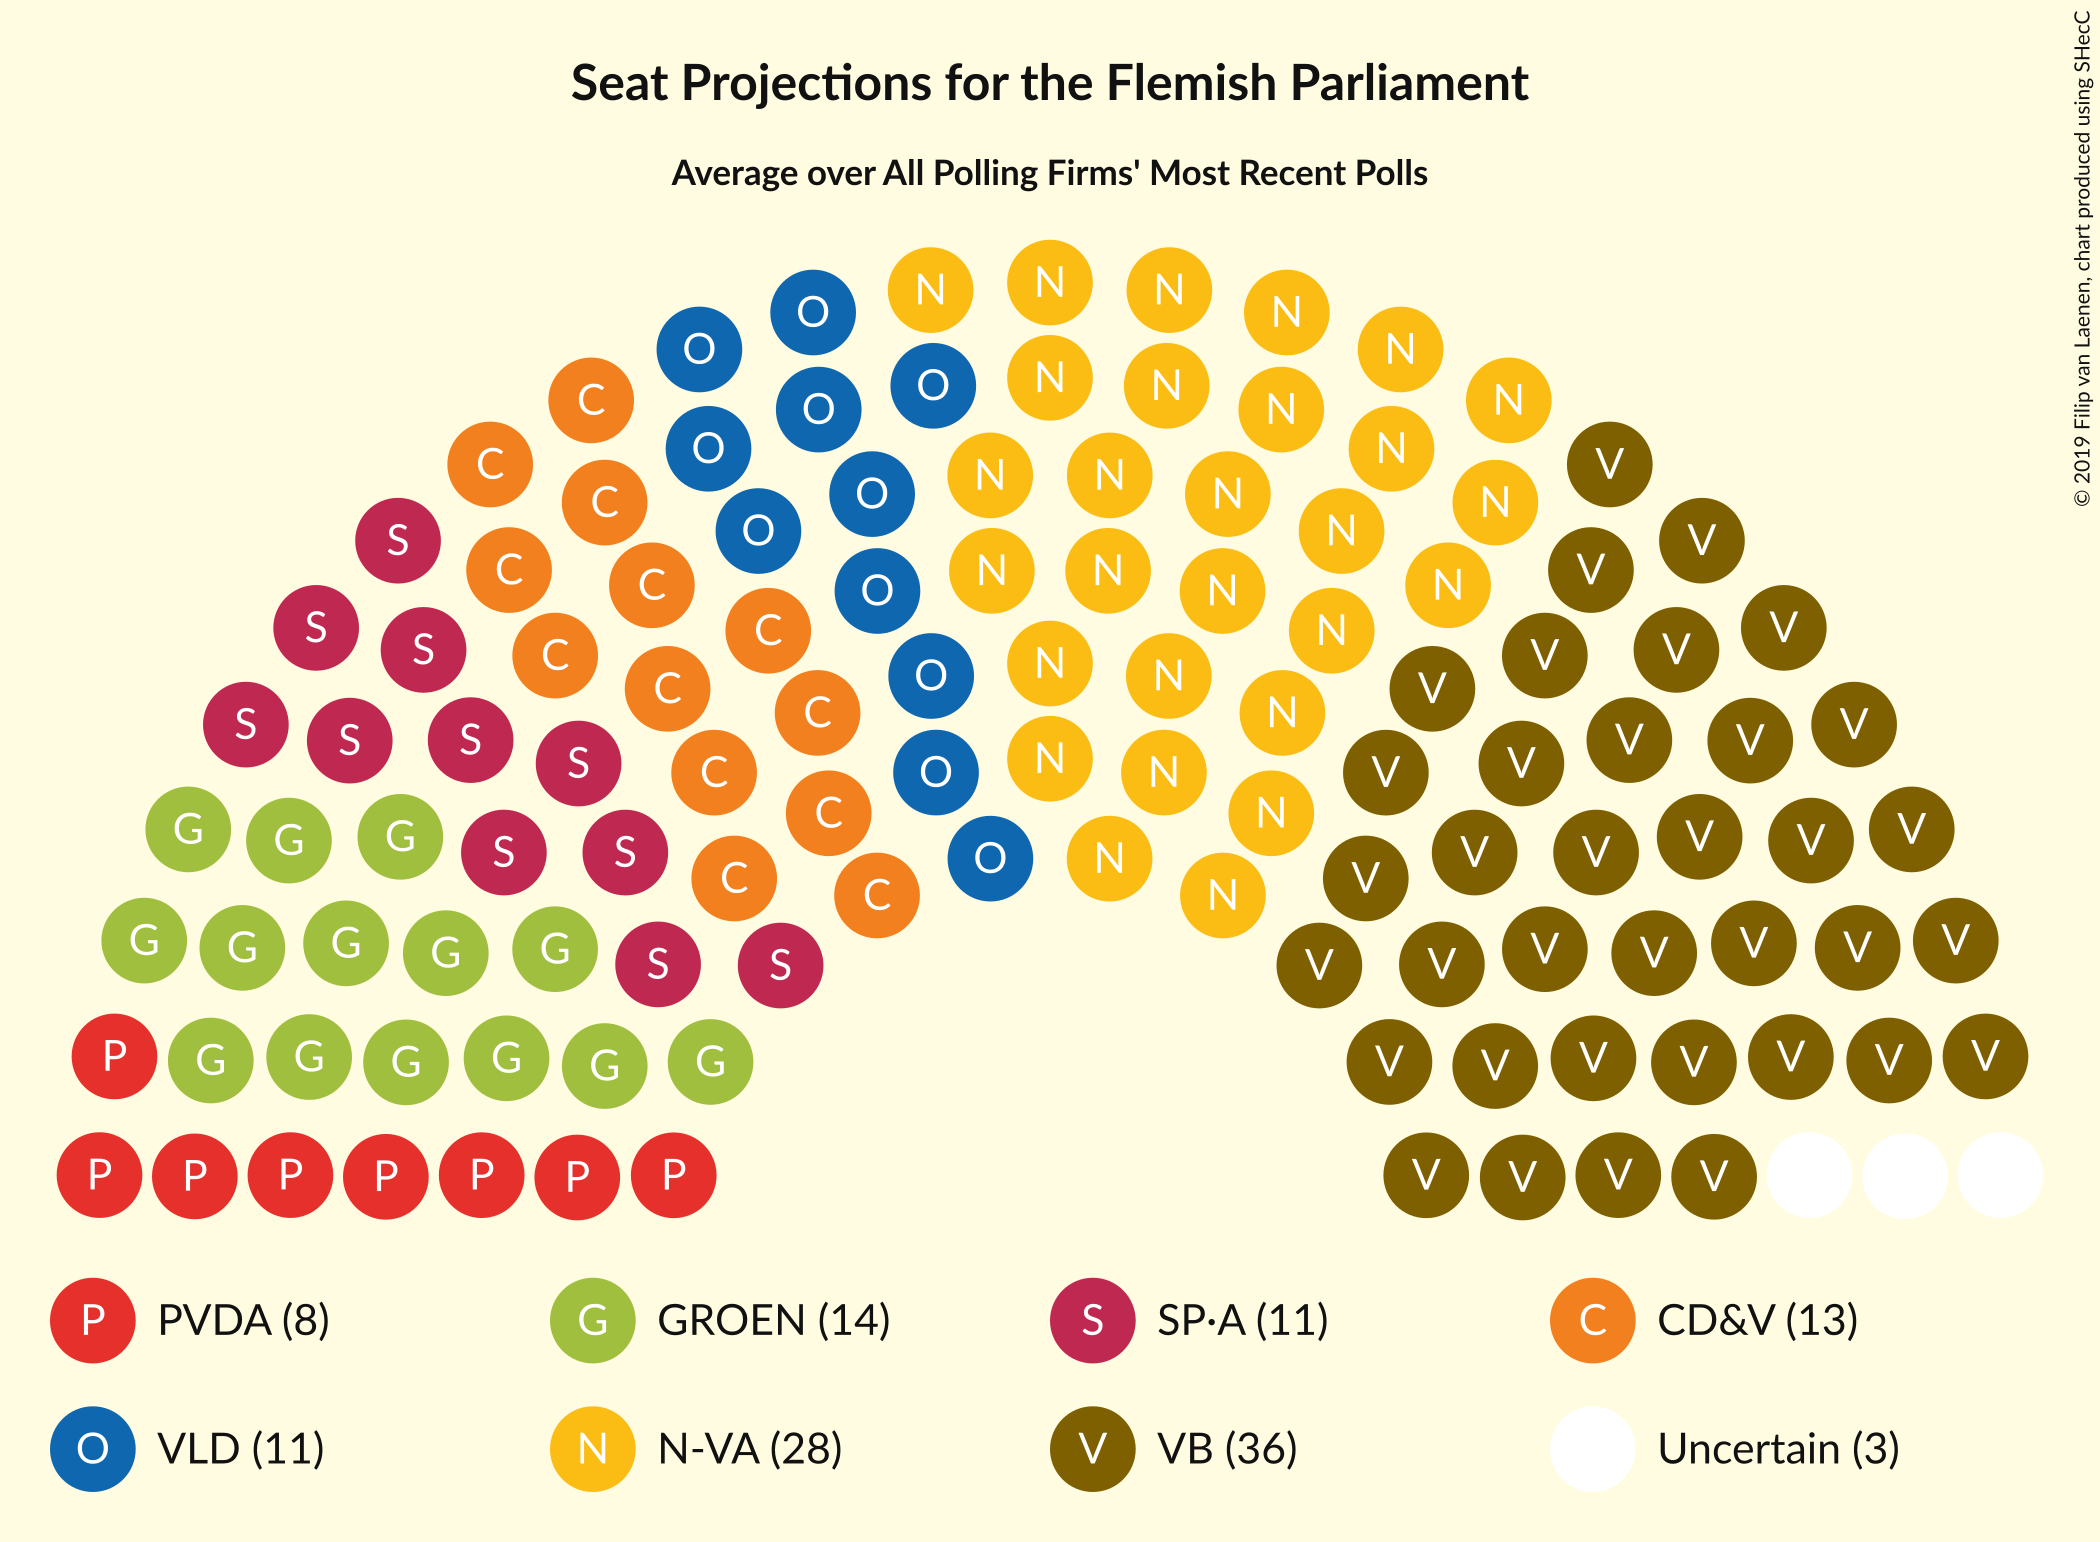 Seat Projections for the Flemish Parliament
Average over All Polling Firms' Most Recent Polls
© 2019 Filip van Laenen, chart produced using SHecC
N N N N
O O
O N N N
O N N
C O N N
O N
C N N N V
O O N
C C N N
O N V
S C N N N V
C C O N N V
S C N V
S C O N N V
C V V
C N V
S C O N V
S S S C O N N V V V V V
C N
G G G S S O N V V V V V
C C N V
G G G G G S S V V V V V V V
P G G G G G G V V V V V V V
P P P P P P P V V V V
P PVDA (8) G GROEN (14) S SP·A (11) C CD&V (13)
O VLD (11) N N-VA (28) V VB (36) Uncertain (3)